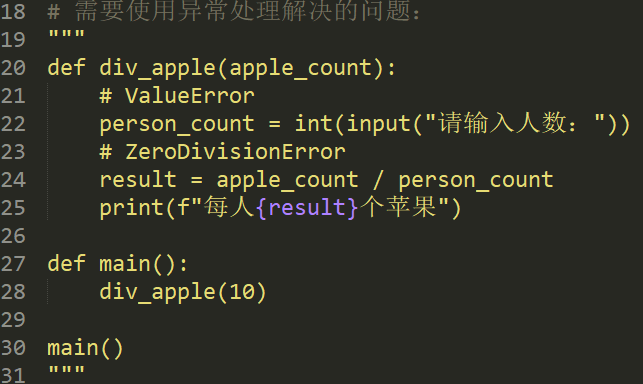 18 # 需要使用异常处理解决的问题：
19 """
20 def div_apple(apple_count):
21     # ValueError
22     person_count = int(input("请输入人数："))
23     # ZeroDivisionError
24     result = apple_count / person_count
25     print(f"每人{result}个苹果")
26
27 def main():
28     div_apple(10)
29
30 main()
31 """